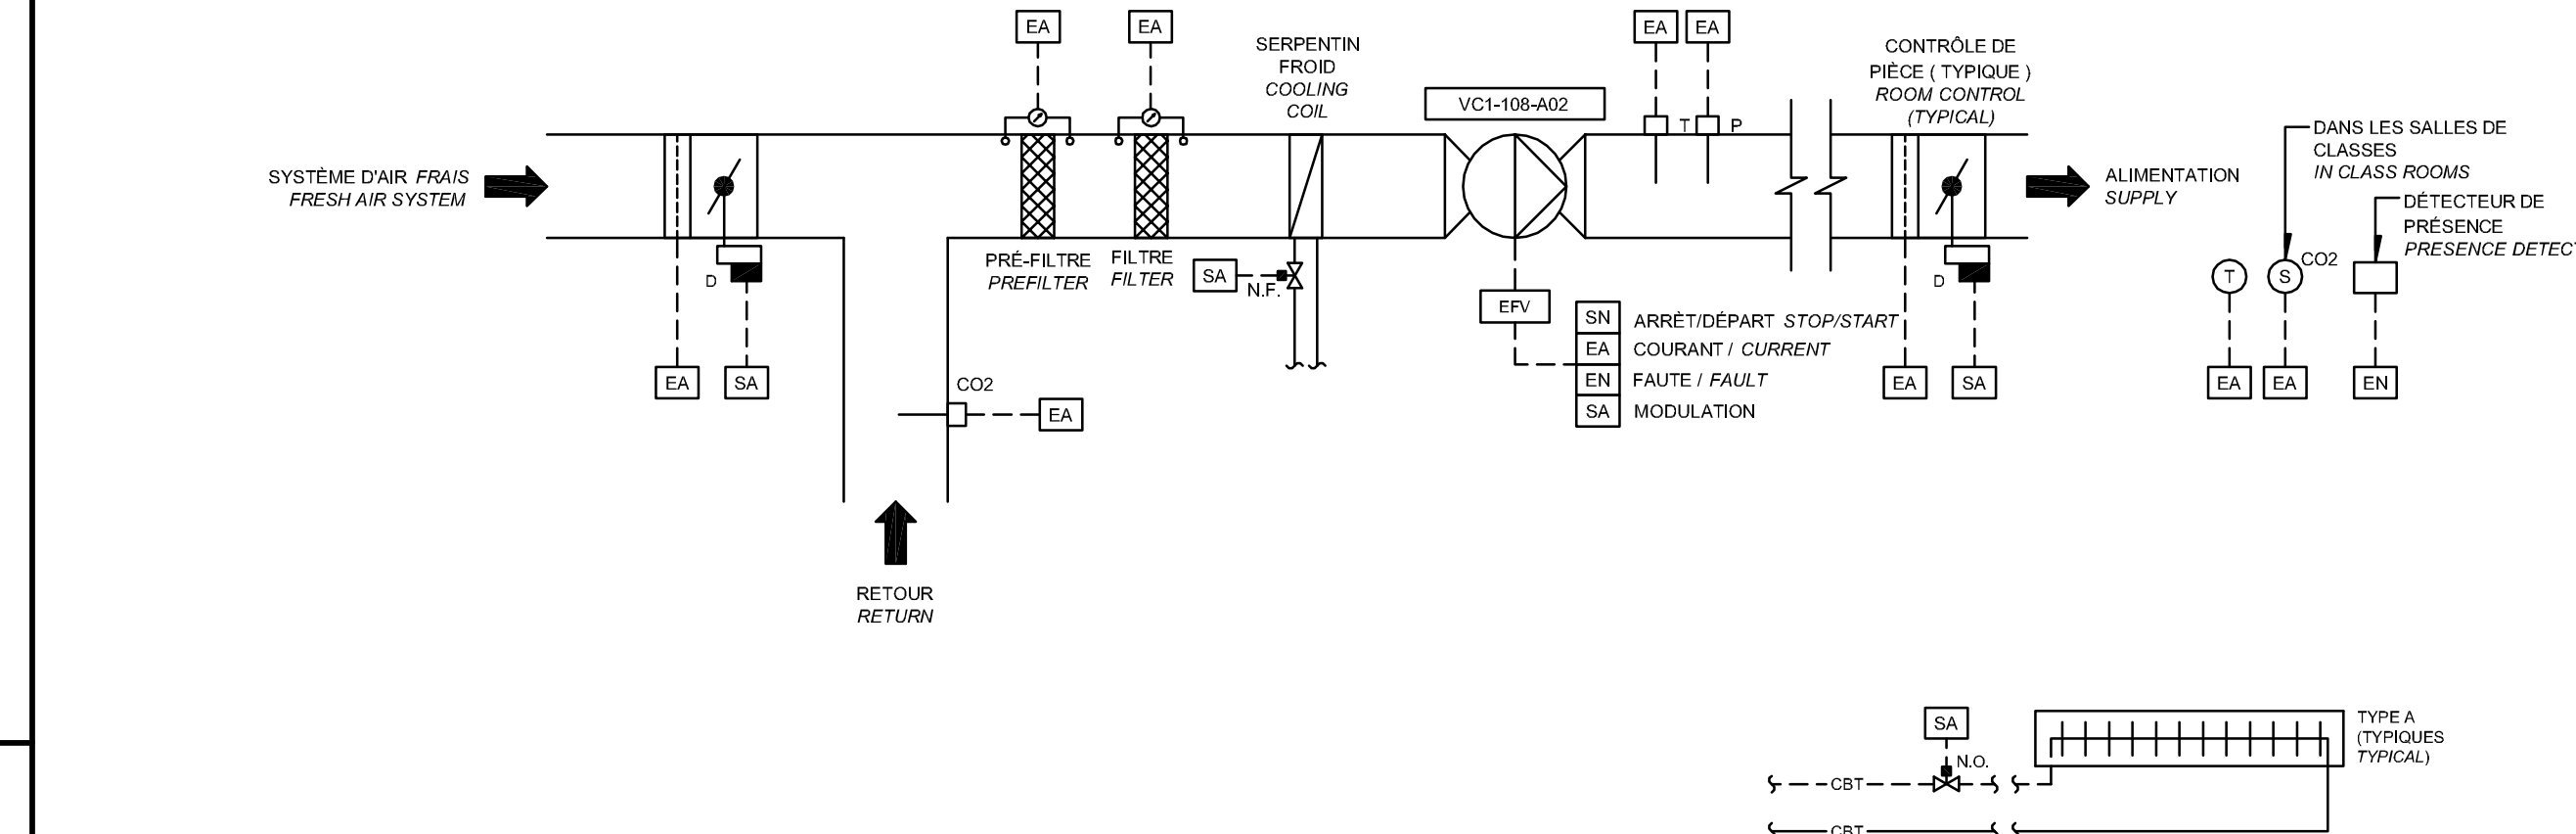 EA
EA
SERPENTIN
FROID
COOLING
COIL
VC1-108-A02
EA
EA
T
P
CONTRÔLE DE
PIÈCE ( TYPIQUE )
ROOM CONTROL
(TYPICAL)
SYSTÈME D'AIR FRAIS
FRESH AIR SYSTEM
ALIMENTATION
SUPPLY
DANS LES SALLES DE
CLASSES
IN CLASS ROOMS
DÉTECTEUR DE
PRÉSENCE
PRESENCE DETECT
D
PRÉ-FILTRE
PREFILTER
FILTRE
FILTER
SA
N.F.
EFV
SN ARRÈT/DÉPART STOP/START
EA COURANT / CURRENT
EN FAUTE / FAULT
SA MODULATION
D
T
S
CO2
EA
SA
CO2
EA
EA
SA
EA
EA
EN
RETOUR
RETURN
SA
N.O.
CBT
CBT
TYPE A
(TYPIQUES
TYPICAL)